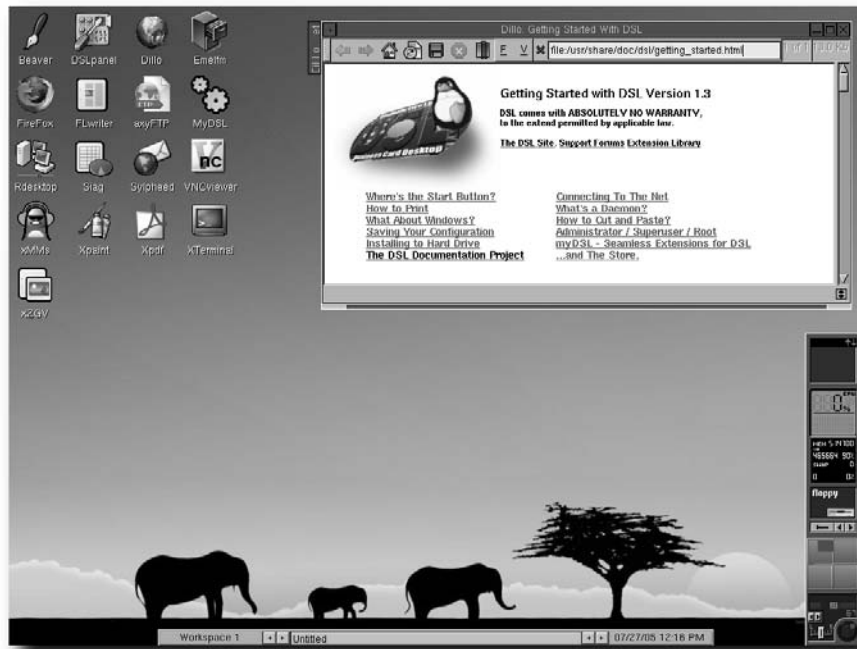 Beaver DSLpanel Dillo Emelfm
FireFox FLwriter axyFTP MyDSL
Rdesktop Siag Sylpheed VNCviewer
xMMs Xpaint Xpdf XTerminal
xZGV
Dillo: Getting Started With DSL
file:/usr/share/doc/dsl/getting_started.html
Getting Started with DSL Version 1.3
DSL comes with ABSOLUTELY NO WARRANTY,
to the extend permitted by applicable law.
The DSL Site, Support Forums Extension Library
Business Card Desktop
Where's the Start Button?
How to Print
What About Windows?
Saving Your Configuration
Installing to Hard Drive
The DSL Documentation Project
Connecting To The Net
What's a Daemon?
How to Cut and Paste?
Administrator / Superuser / Root
myDSL - Seamless Extensions for DSL
...and The Store.
0%
floppy
Workspace 1
Untitled
07/27/05 12:16 PM